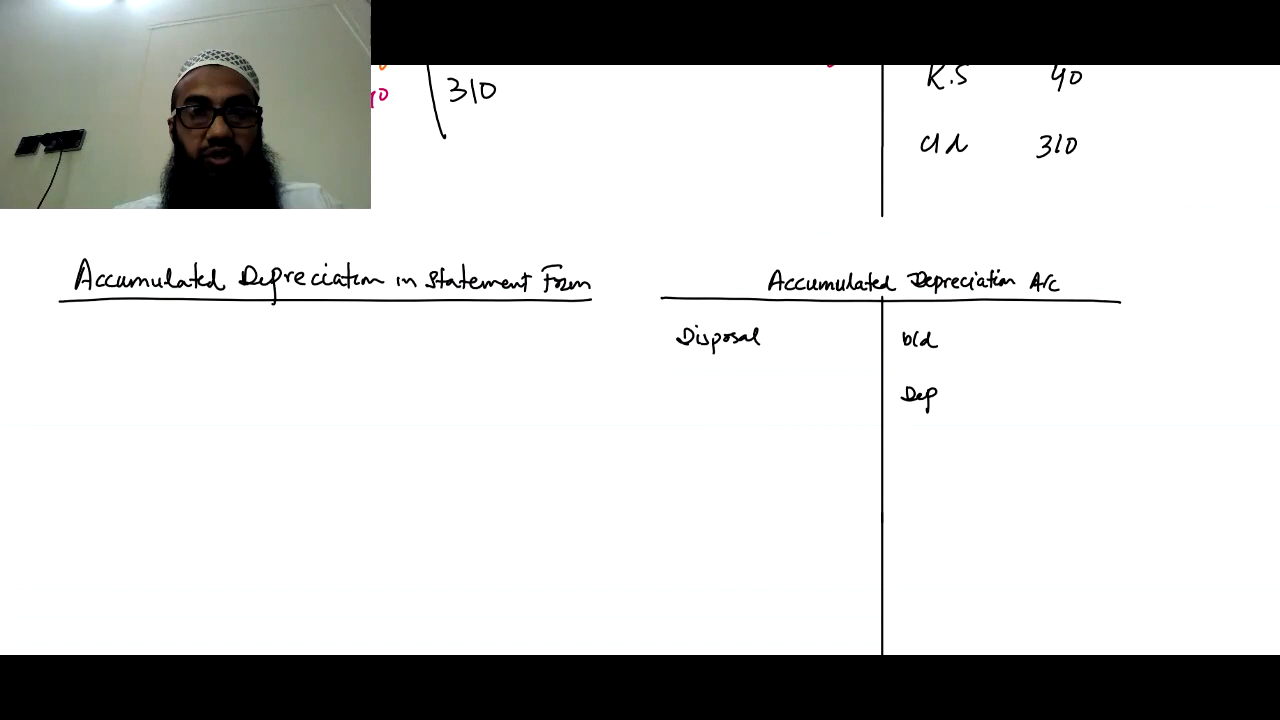 310
R.S 40
c/d 310
Accumulated Depreciation in Statement Form
Accumulated Depreciation A/c
Disposal b/d
Dep